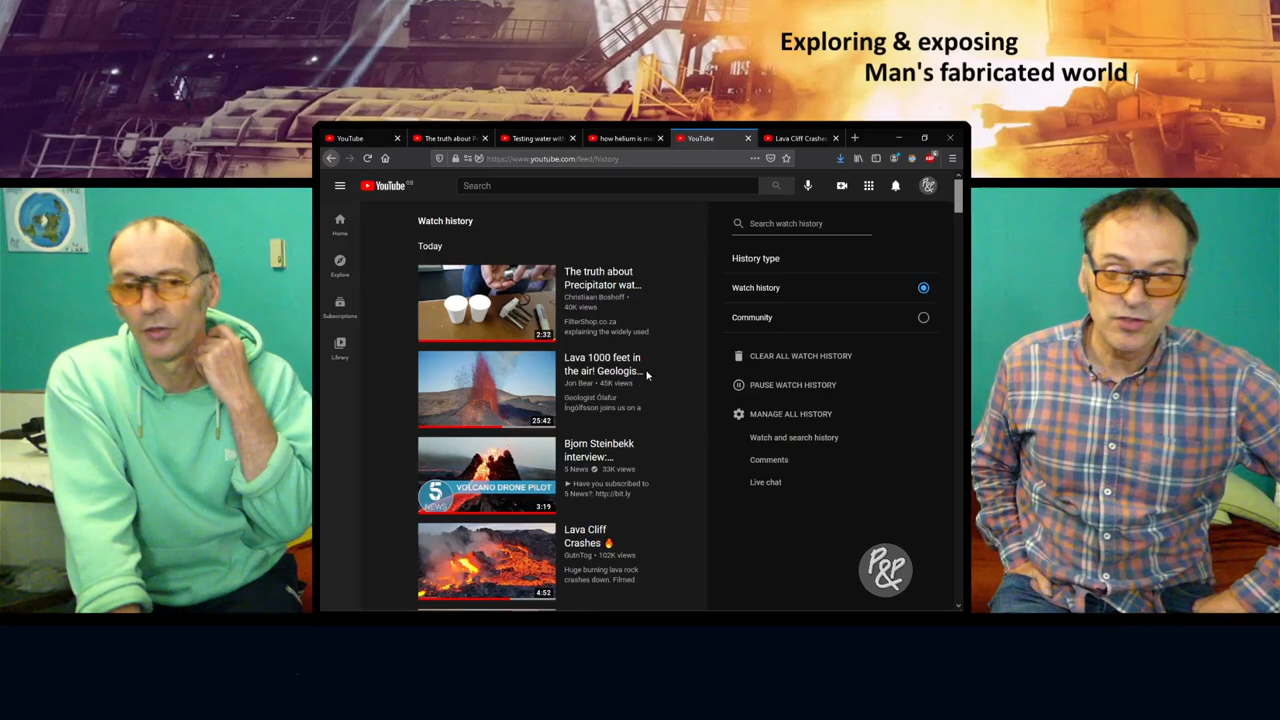 Exploring & exposing
Man's fabricated world
YouTube
The truth about P
Testing water with
how helium is m
YouTube
Lava Cliff Crashe
https://www.youtube.com/feed/history
YouTube GB
Search
Home
Explore
Subscriptions
Library
Watch history
Today
The truth about
Precipitator wat...
Christiaan Boshoff •
40K views
FilterShop.co.za
explaining the widely used
2:32
Lava 1000 feet in
the air! Geologis...
Jon Bear • 45K views
Geologist Ólafur
Ingólfsson joins us on a
25:42
Bjorn Steinbekk
interview:...
5 News 33K views
► Have you subscribed to
5 News?: http://bit.ly
5
NEWS
VOLCANO DRONE PILOT
3:19
Lava Cliff
Crashes 🔥
GutnTog • 102K views
Huge burning lava rock
crashes down. Filmed
4:52
Search watch history
History type
Watch history
Community
CLEAR ALL WATCH HISTORY
PAUSE WATCH HISTORY
MANAGE ALL HISTORY
Watch and search history
Comments
Live chat
P&P